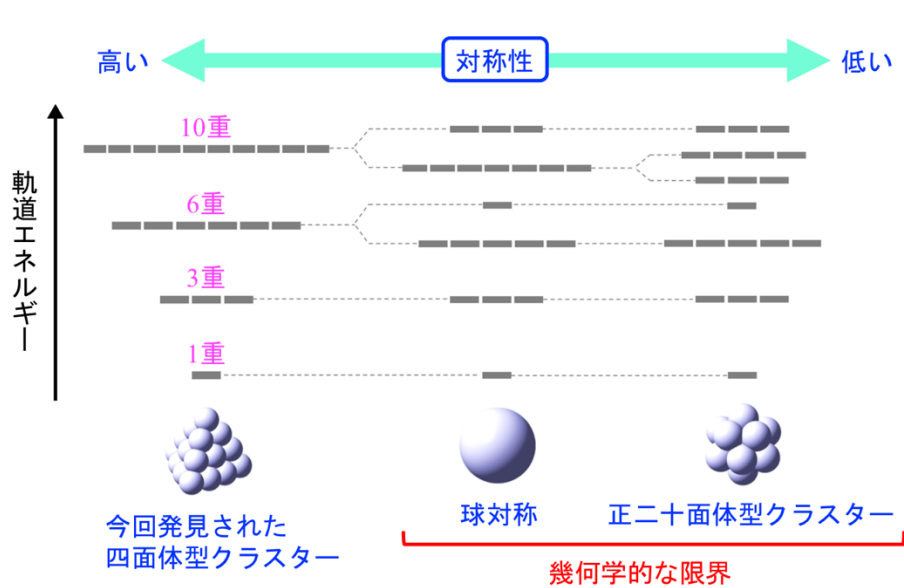 高い
対称性
低い
軌道エネルギー
10重
6重
3重
1重
今回発見された
四面体型クラスター
球対称
正二十面体型クラスター
幾何学的な限界